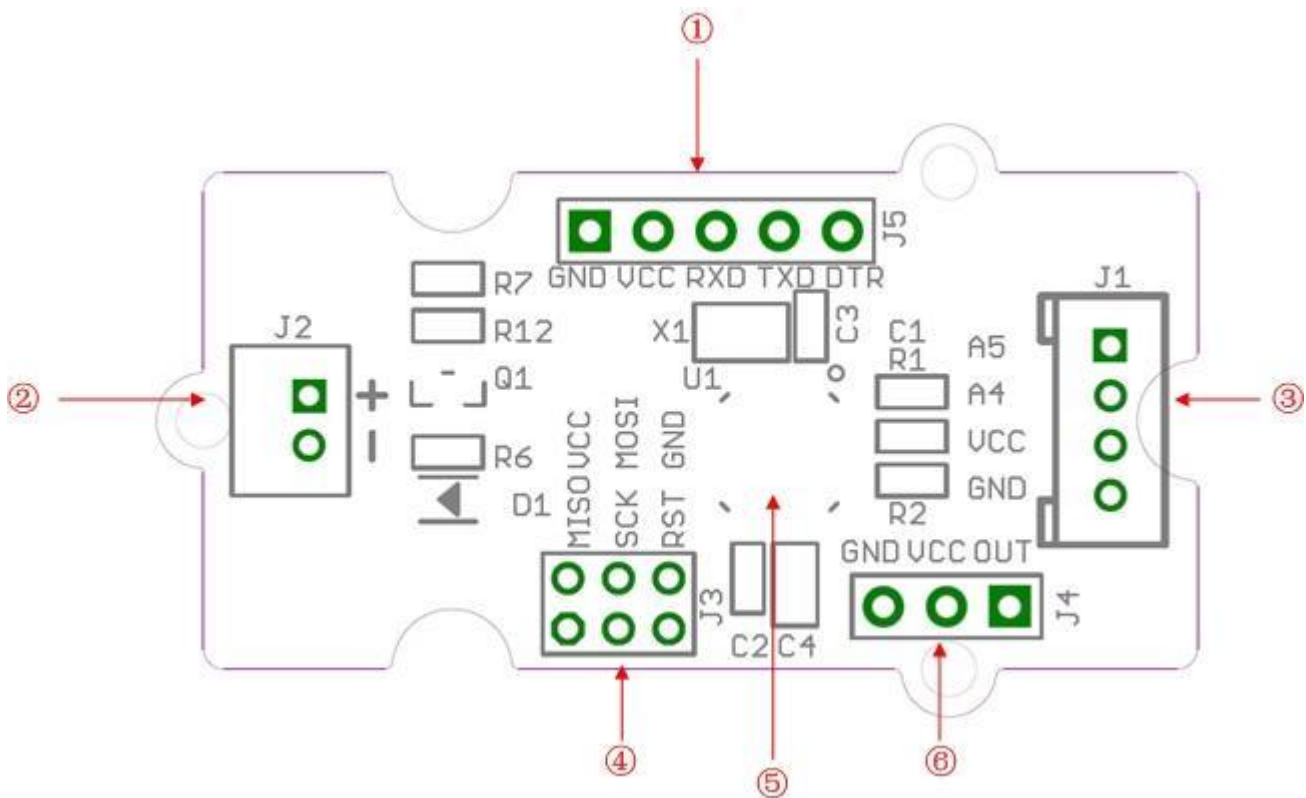 ①
J5
GND VCC RXD TXD DTR
R7
J1
J2
R12
X1
C3
C1
A5
R1
U1
Q1
②
A4
③
VCC
MOSI
GND
VCC
R6
GND
D1
MISO
SCK
RST
R2
GND VCC OUT
J3
J4
C2 C4
④
⑤
⑥
+
-